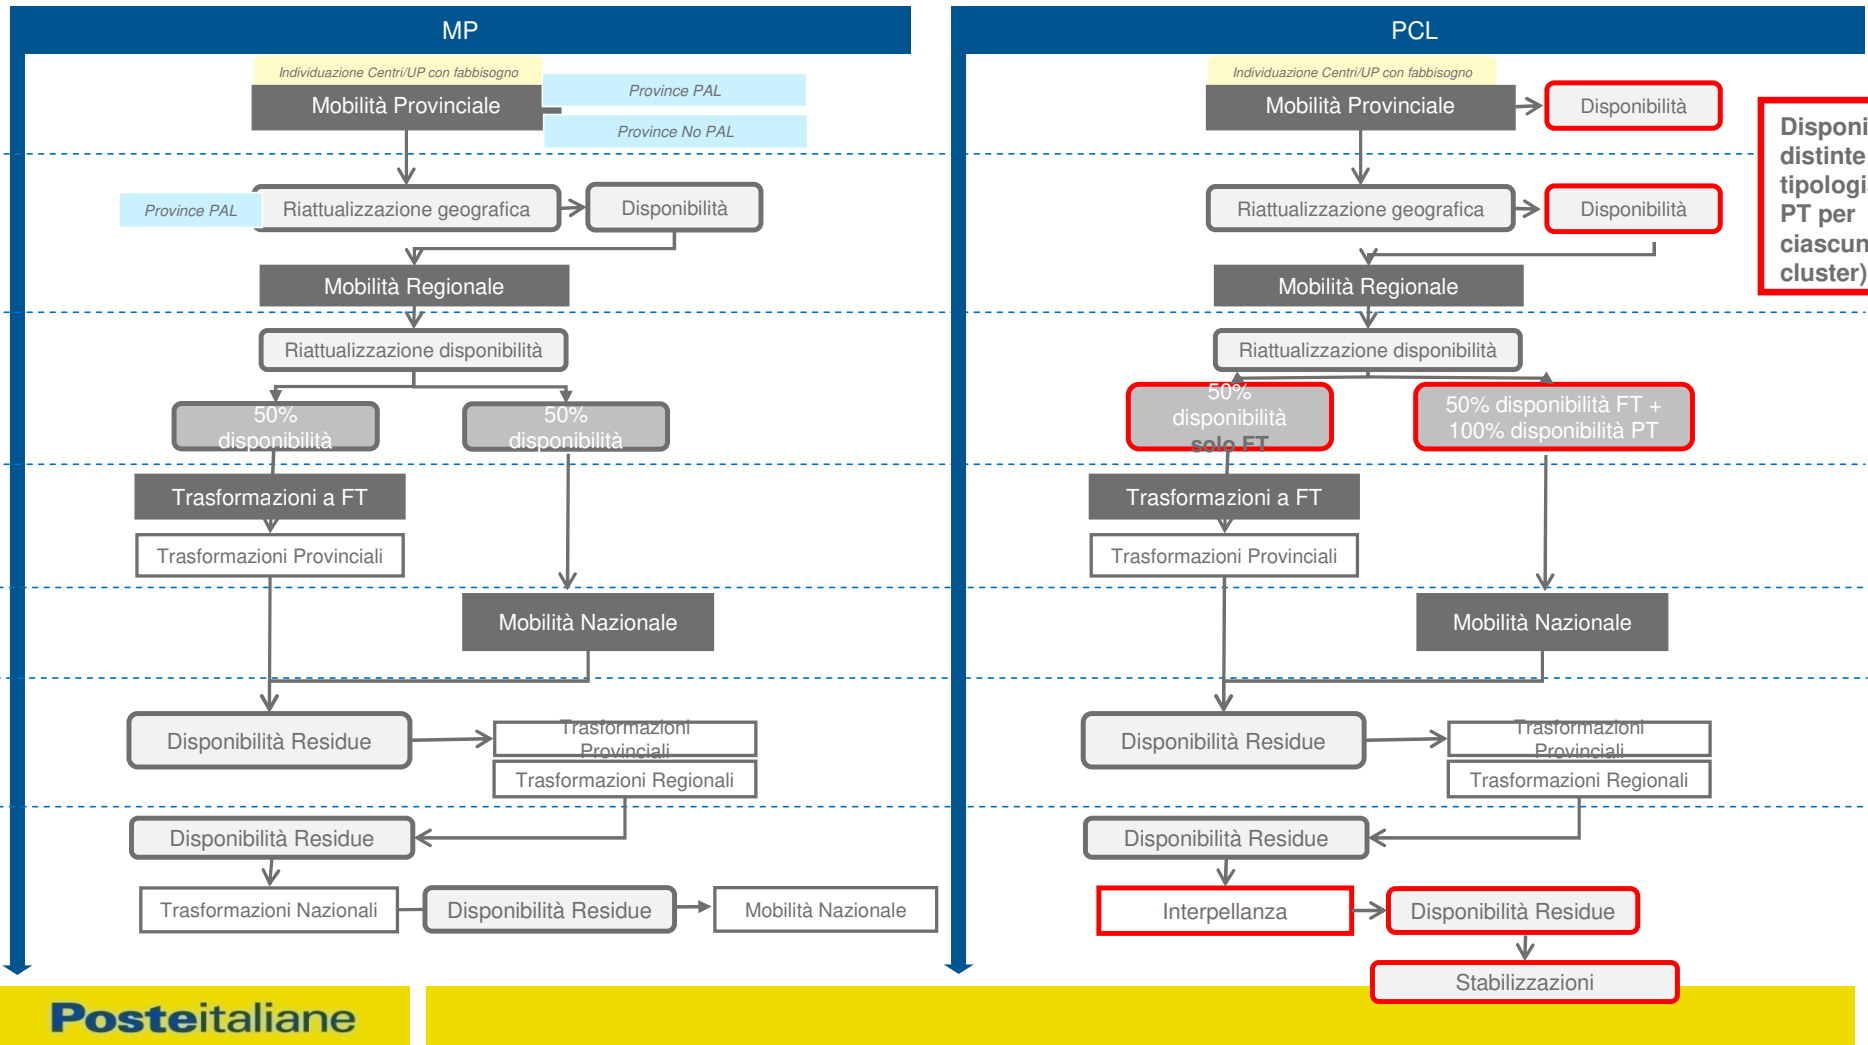 MP
Individuazione Centri/UP con fabbisogno
Mobilità Provinciale
Province PAL
Province No PAL
Province PAL
Riattualizzazione geografica
Disponibilità
Mobilità Regionale
Riattualizzazione disponibilità
50%
disponibilità
50%
disponibilità
Trasformazioni a FT
Trasformazioni Provinciali
Mobilità Nazionale
Disponibilità Residue
Trasformazioni
Provinciali
Trasformazioni Regionali
Disponibilità Residue
Trasformazioni Nazionali
Disponibilità Residue
Mobilità Nazionale
PCL
Individuazione Centri/UP con fabbisogno
Mobilità Provinciale
Disponibilità
Riattualizzazione geografica
Disponibilità
Disponi
distinte
tipologi
PT per
ciascun
cluster)
Mobilità Regionale
Riattualizzazione disponibilità
50%
disponibilità
solo FT
50% disponibilità FT +
100% disponibilità PT
Trasformazioni a FT
Trasformazioni Provinciali
Mobilità Nazionale
Disponibilità Residue
Trasformazioni
Provinciali
Trasformazioni Regionali
Disponibilità Residue
Interpellanza
Disponibilità Residue
Stabilizzazioni
Posteitaliane